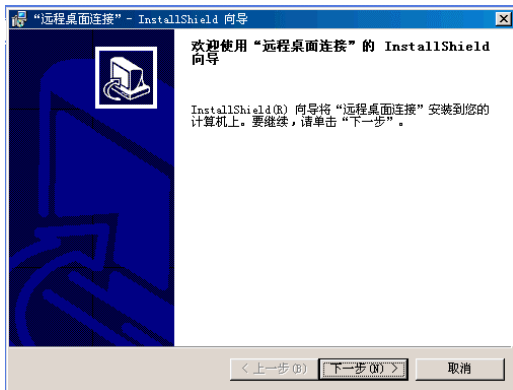 “远程桌面连接” - InstallShield 向导
欢迎使用“远程桌面连接”的 InstallShield
向导
InstallShield(R) 向导将“远程桌面连接”安装到您的
计算机上。要继续，请单击“下一步”。
< 上一步(B)
下一步(N) >
取消